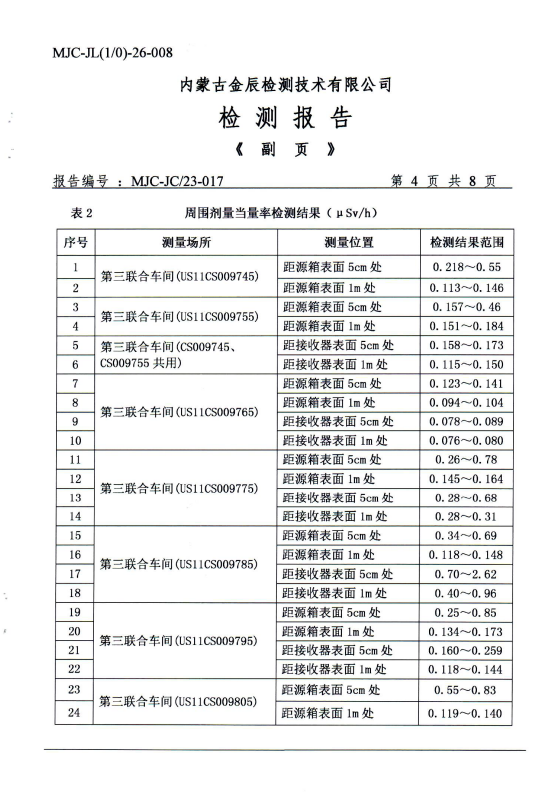 MJC-JL(1/0)-26-008
内蒙古金辰检测技术有限公司
检 测 报 告
《 副 页 》
报告编号 ：MJC-JC/23-017 第 4 页 共 8 页
表 2 周围剂量当量率检测结果（μSv/h）
序号 测量场所 测量位置 检测结果范围
1 第三联合车间(US11CS009745) 距源箱表面 5cm 处 0.218～0.55
2 距源箱表面 1m 处 0.113～0.146
3 第三联合车间(US11CS009755) 距源箱表面 5cm 处 0.157～0.46
4 距源箱表面 1m 处 0.151～0.184
5 第三联合车间(CS009745、 距接收器表面 5cm 处 0.158～0.173
6 CS009755 共用) 距接收器表面 1m 处 0.115～0.150
7 第三联合车间(US11CS009765) 距源箱表面 5cm 处 0.123～0.141
8 距源箱表面 1m 处 0.094～0.104
9 距接收器表面 5cm 处 0.078～0.089
10 距接收器表面 1m 处 0.076～0.080
11 第三联合车间(US11CS009775) 距源箱表面 5cm 处 0.26～0.78
12 距源箱表面 1m 处 0.145～0.164
13 距接收器表面 5cm 处 0.28～0.68
14 距接收器表面 1m 处 0.28～0.31
15 第三联合车间(US11CS009785) 距源箱表面 5cm 处 0.34～0.69
16 距源箱表面 1m 处 0.118～0.148
17 距接收器表面 5cm 处 0.70～2.62
18 距接收器表面 1m 处 0.40～0.96
19 第三联合车间(US11CS009795) 距源箱表面 5cm 处 0.25～0.85
20 距源箱表面 1m 处 0.134～0.173
21 距接收器表面 5cm 处 0.160～0.259
22 距接收器表面 1m 处 0.118～0.144
23 第三联合车间(US11CS009805) 距源箱表面 5cm 处 0.55～0.83
24 距源箱表面 1m 处 0.119～0.140